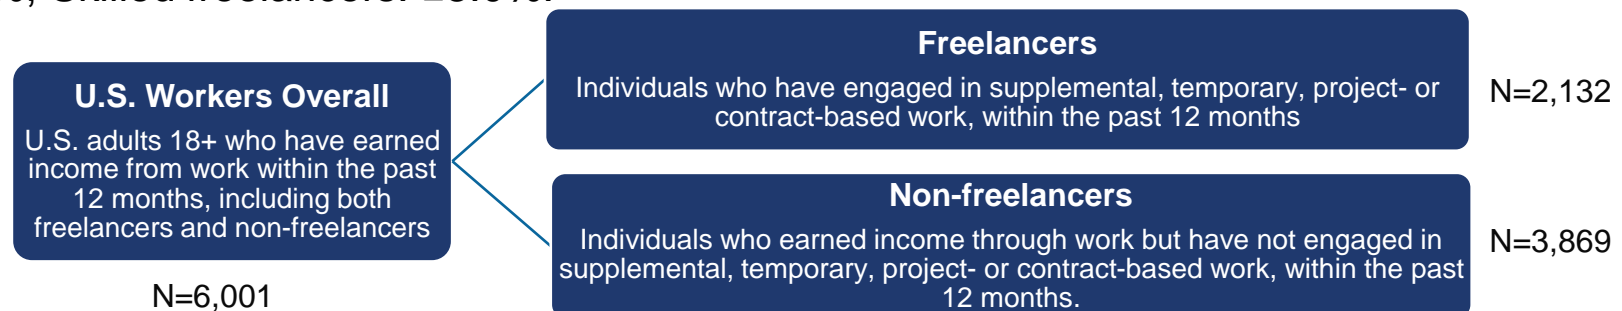 U.S. Workers Overall
U.S. adults 18+ who have earned
income from work within the past
12 months, including both
freelancers and non-freelancers
N=6,001
Freelancers
Individuals who have engaged in supplemental, temporary, project- or
contract-based work, within the past 12 months
N=2,132
Non-freelancers
Individuals who earned income through work but have not engaged in
supplemental, temporary, project- or contract-based work, within the past
12 months.
N=3,869